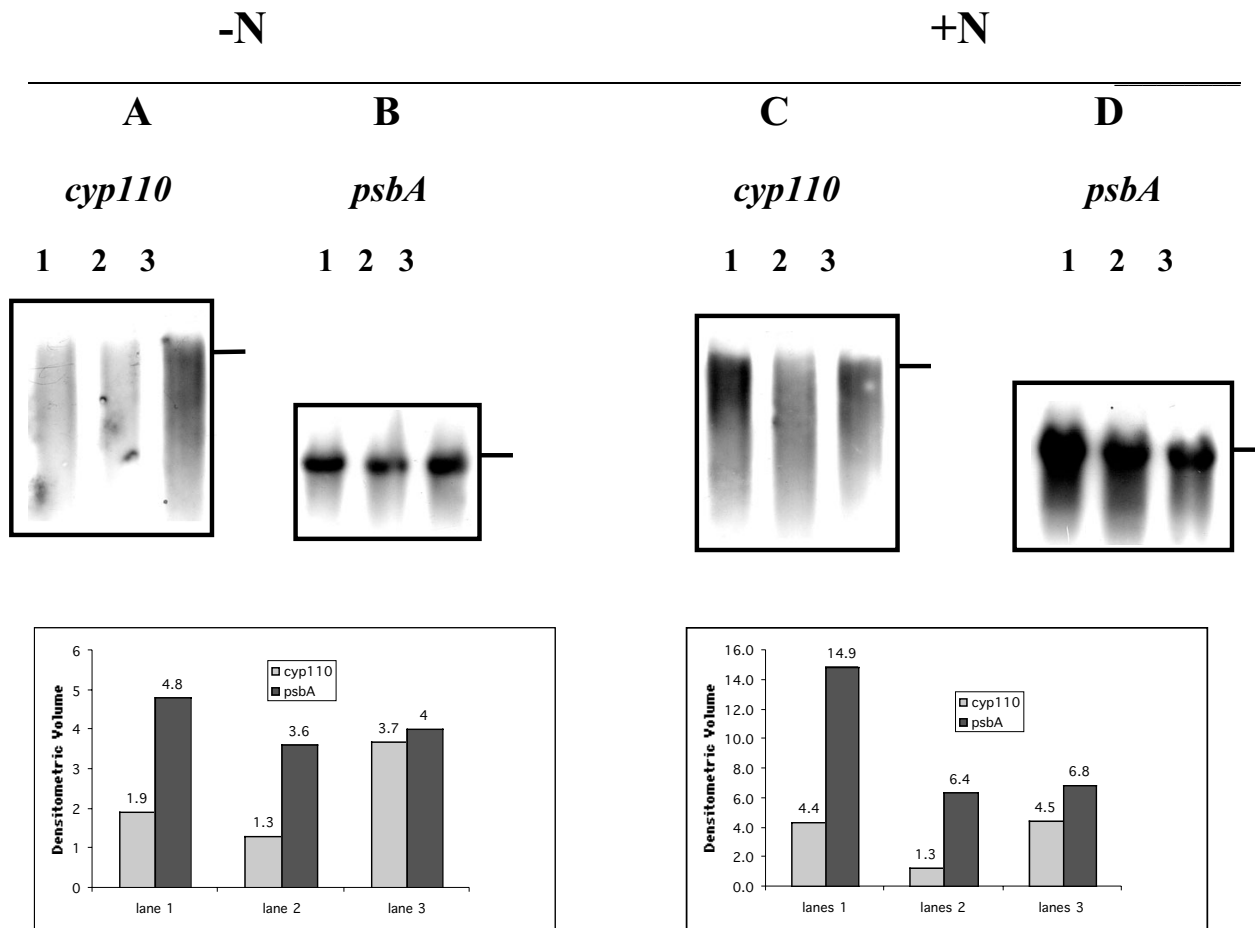 -N +N
A B C D
cyp110 psbA cyp110 psbA
1 2 3 1 2 3 1 2 3 1 2 3
6
5
4
3
2
1
0
Densitometric Volume
cyp110
psbA
1.9
4.8
1.3
3.6
3.7
4
lane 1 lane 2 lane 3
16.0
14.0
12.0
10.0
8.0
6.0
4.0
2.0
0.0
Densitometric Volume
cyp110
psbA
4.4
14.9
1.3
6.4
4.5
6.8
lanes 1 lanes 2 lanes 3